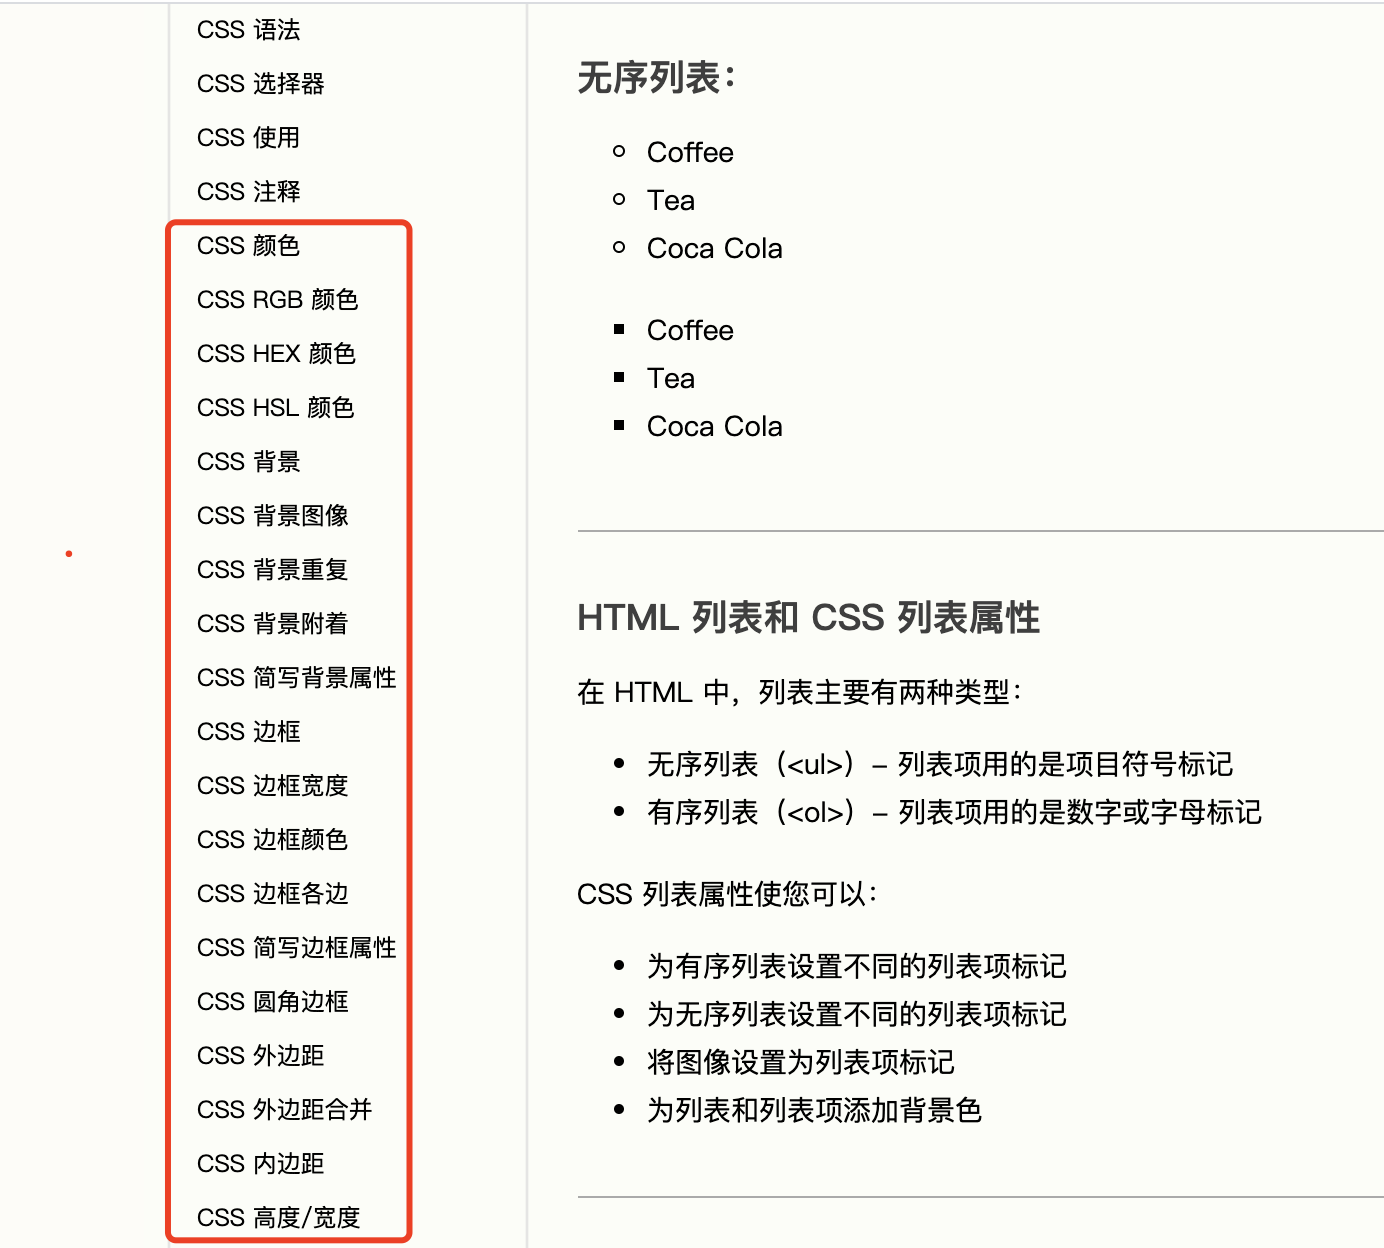 CSS 语法
CSS 选择器
CSS 使用
CSS 注释
CSS 颜色
CSS RGB 颜色
CSS HEX 颜色
CSS HSL 颜色
CSS 背景
CSS 背景图像
CSS 背景重复
CSS 背景附着
CSS 简写背景属性
CSS 边框
CSS 边框宽度
CSS 边框颜色
CSS 边框各边
CSS 简写边框属性
CSS 圆角边框
CSS 外边距
CSS 外边距合并
CSS 内边距
CSS 高度/宽度
无序列表：
Coffee
Tea
Coca Cola
Coffee
Tea
Coca Cola
HTML 列表和 CSS 列表属性
在 HTML 中，列表主要有两种类型：
无序列表（<ul>）– 列表项用的是项目符号标记
有序列表（<ol>）– 列表项用的是数字或字母标记
CSS 列表属性使您可以：
为有序列表设置不同的列表项标记
为无序列表设置不同的列表项标记
将图像设置为列表项标记
为列表和列表项添加背景色